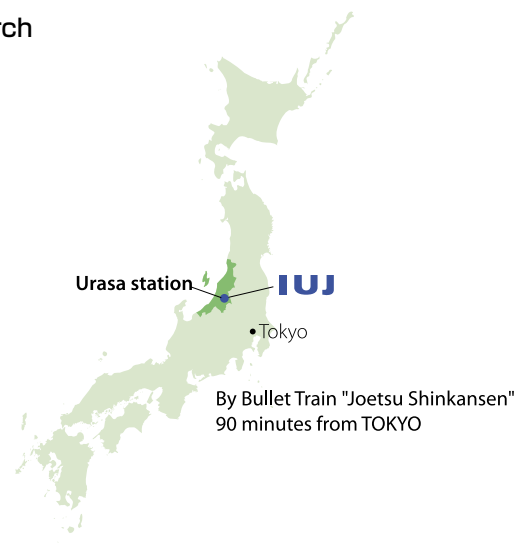 rch
Urasa station
IUJ
Tokyo
By Bullet Train "Joetsu Shinkansen"
90 minutes from TOKYO